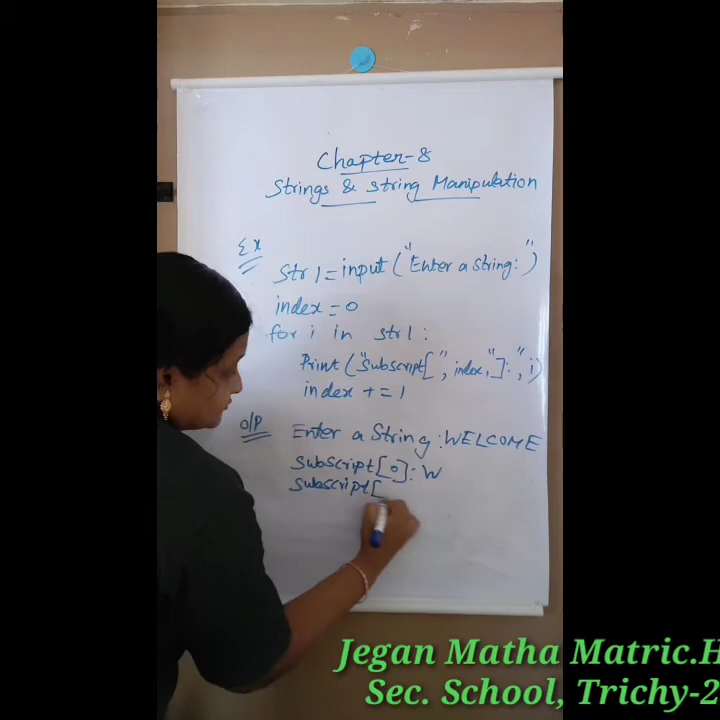 Chapter-8
Strings & string Manipulation
Ex
Str1=input("Enter a string:")
index=0
for i in str1:
Print("Subscript[", index,"]:", i)
index +=1
O/P
Enter a String:WELCOME
Subscript[0]:W
Subscript[
Jegan Matha Matric.H
Sec. School, Trichy-2